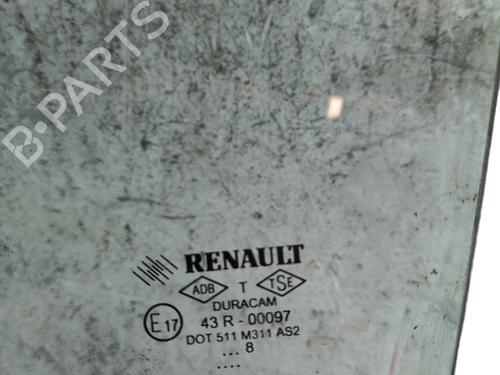 B-PARTS
RENAULT
ADB T TSE
DURACAM
E17 43 R - 00097
DOT 511 M311 AS2
... 8
....